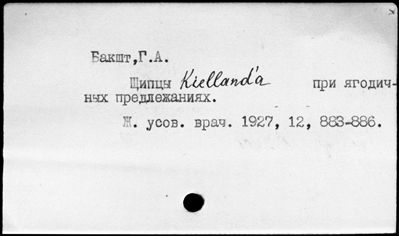 Бакшт,Г.А.
Щипцы Kielland'a при ягодич-
ных предлежаниях.
Ж. усов. врач. 1927, 12, 883-886.